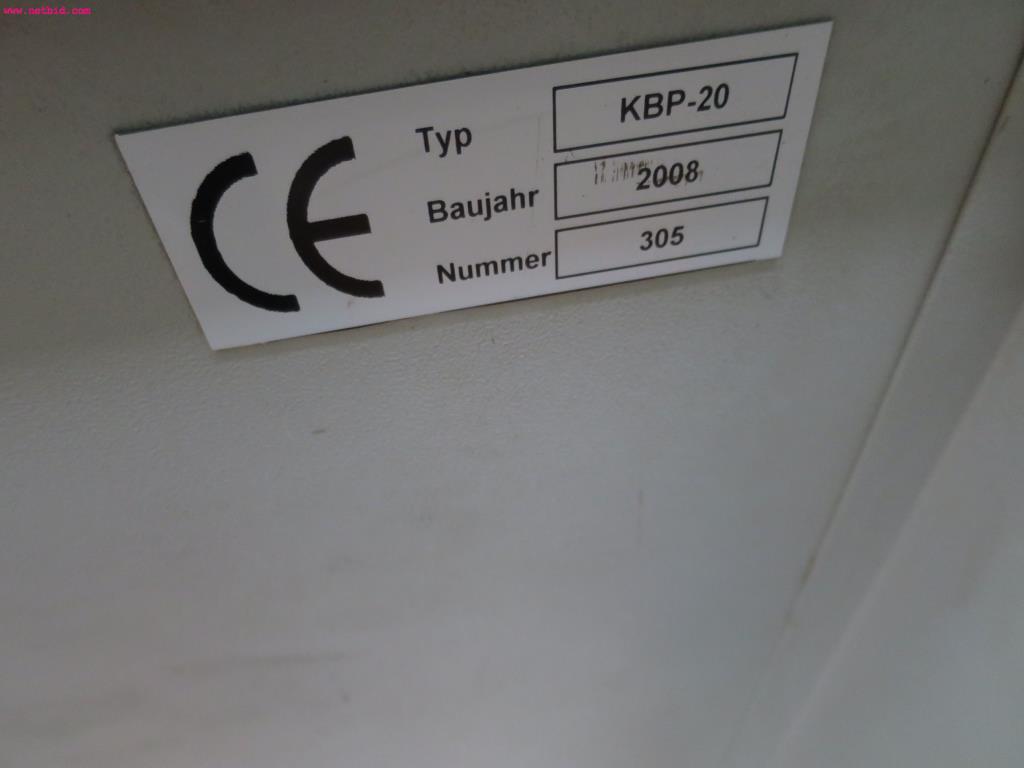 www.netbid.com
CE
Typ KBP-20
Baujahr 2008
Nummer 305